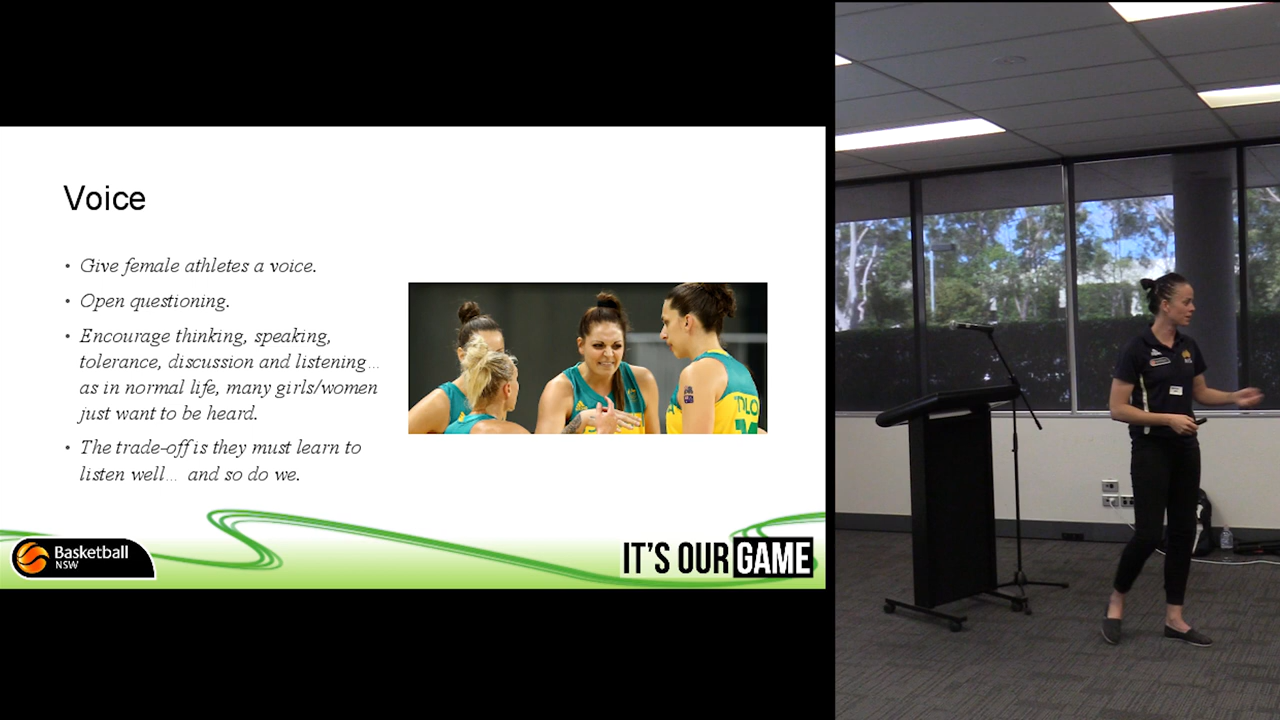 Voice
• Give female athletes a voice.
• Open questioning.
• Encourage thinking, speaking,
tolerance, discussion and listening…
as in normal life, many girls/women
just want to be heard.
• The trade-off is they must learn to
listen well… and so do we.
Basketball
NSW
IT'S OUR GAME